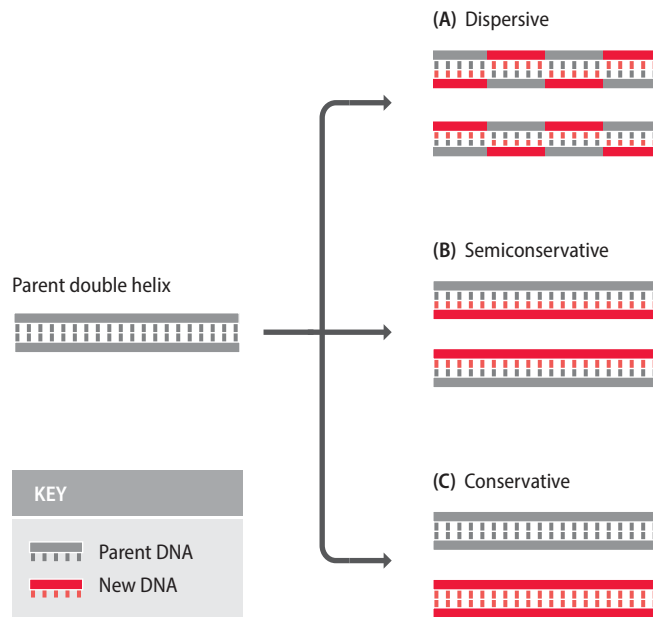 (A) Dispersive
(B) Semiconservative
Parent double helix
(C) Conservative
KEY
Parent DNA
New DNA